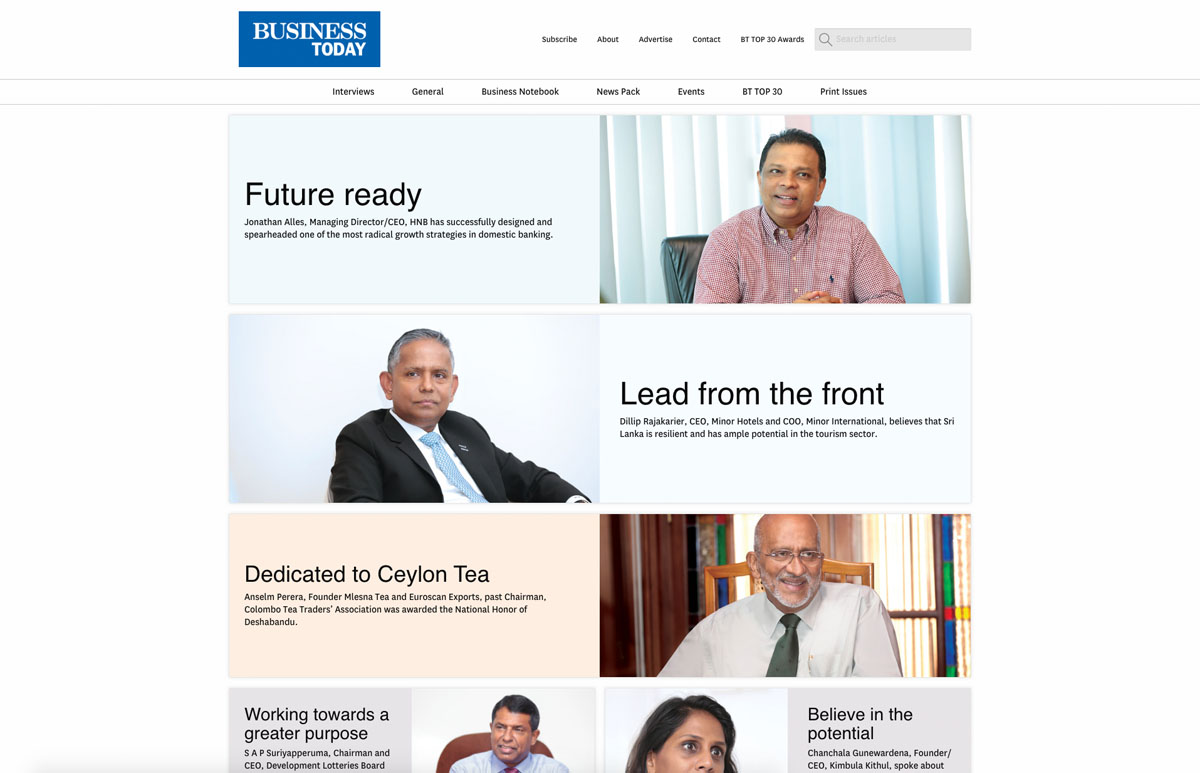 BUSINESS
TODAY
Subscribe About Advertise Contact BT TOP 30 Awards Search articles
Interviews General Business Notebook News Pack Events BT TOP 30 Print Issues
Future ready
Jonathan Alles, Managing Director/CEO, HNB has successfully designed and
spearheaded one of the most radical growth strategies in domestic banking.
Lead from the front
Dillip Rajakarier, CEO, Minor Hotels and COO, Minor International, believes that Sri
Lanka is resilient and has ample potential in the tourism sector.
Dedicated to Ceylon Tea
Anselm Perera, Founder Mlesna Tea and Euroscan Exports, past Chairman,
Colombo Tea Traders’ Association was awarded the National Honor of
Deshabandu.
Working towards a
greater purpose
S A P Suriyapperuma, Chairman and
CEO, Development Lotteries Board
Believe in the
potential
Chanchala Gunewardena, Founder/
CEO, Kimbula Kithul, spoke about